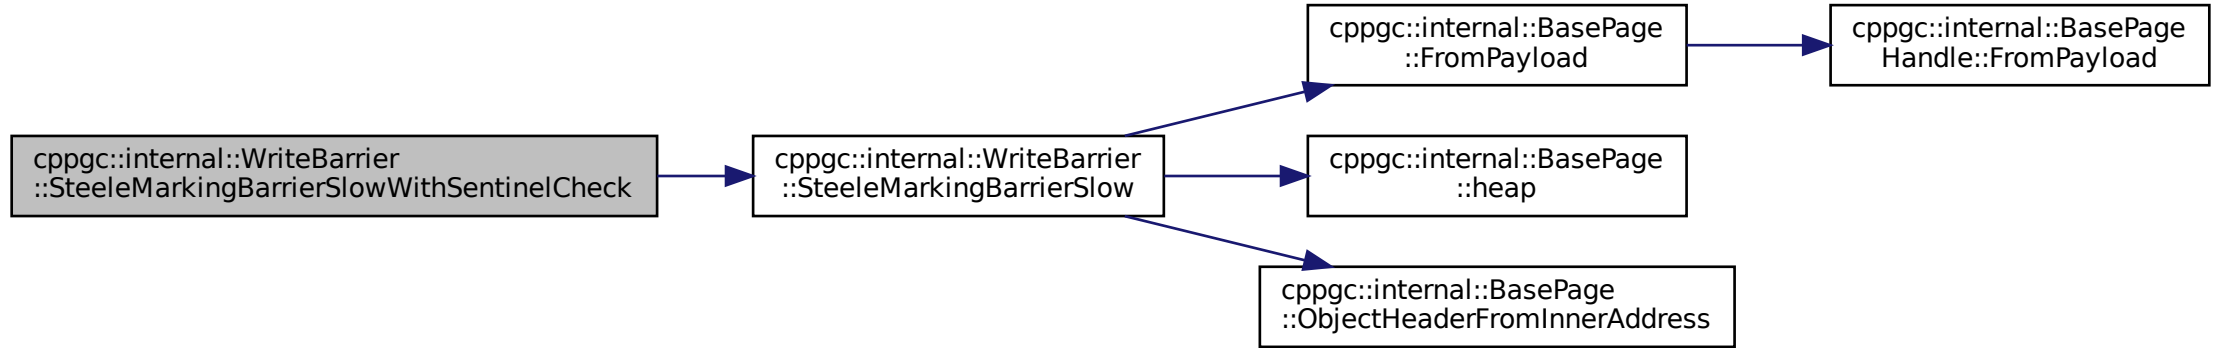 cppgc::internal::WriteBarrier
::SteeleMarkingBarrierSlowWithSentinelCheck
cppgc::internal::WriteBarrier
::SteeleMarkingBarrierSlow
cppgc::internal::BasePage
::FromPayload
cppgc::internal::BasePage
Handle::FromPayload
cppgc::internal::BasePage
::heap
cppgc::internal::BasePage
::ObjectHeaderFromInnerAddress